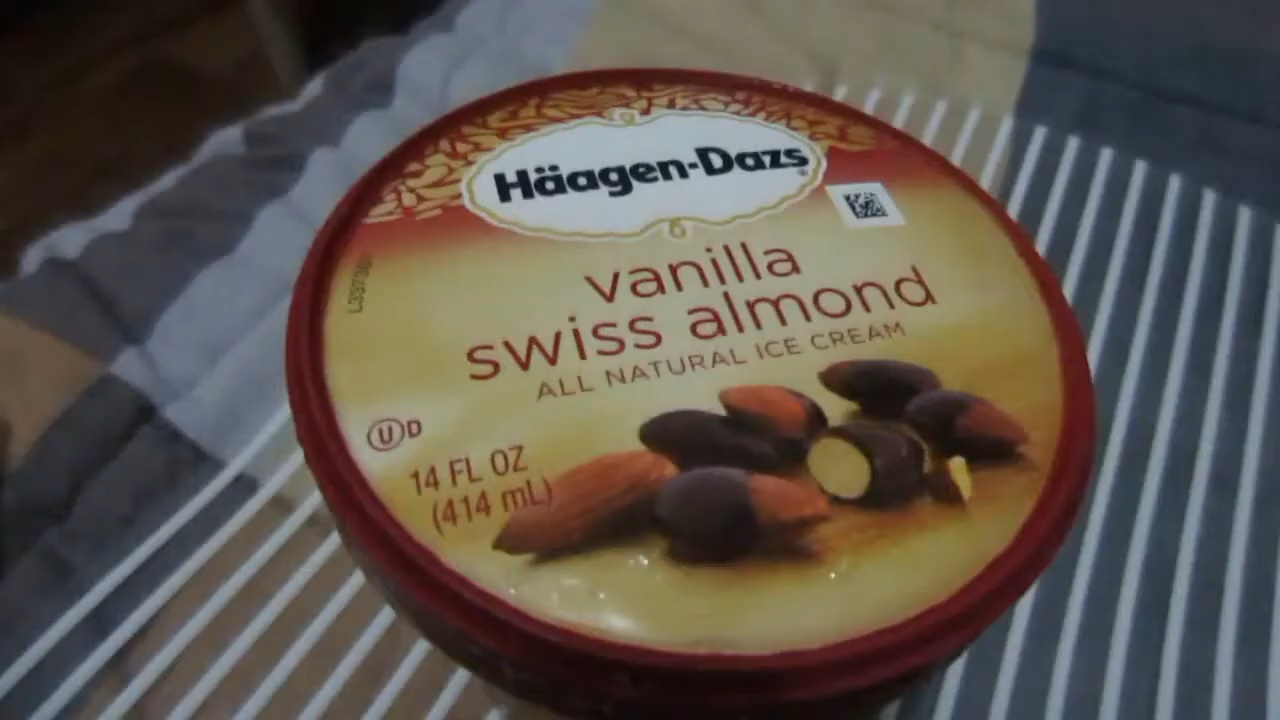 Häagen-Dazs®
vanilla
swiss almond
ALL NATURAL ICE CREAM
U D
14 FL OZ
(414 mL)